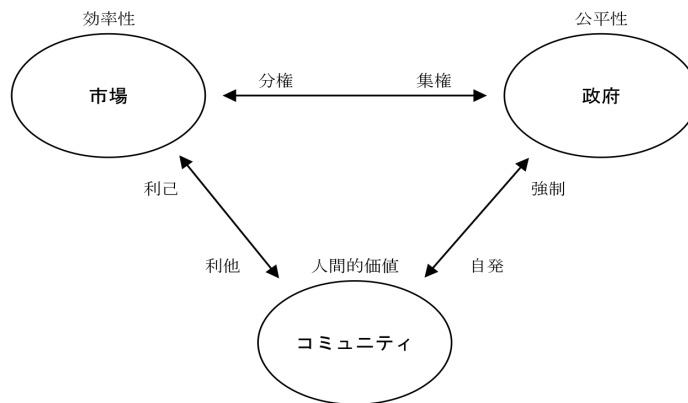 効率性
公平性
市場
分権
集権
政府
利己
強制
利他
人間的価値
自発
コミュニティ